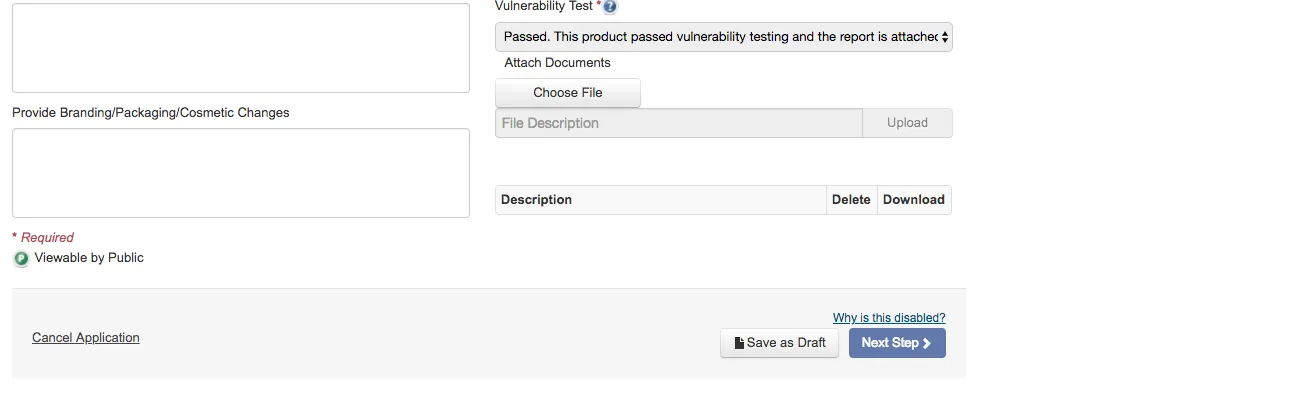 Vulnerability Test *
Passed. This product passed vulnerability testing and the report is attached
Attach Documents
Choose File
Provide Branding/Packaging/Cosmetic Changes
File Description
Upload
Description Delete Download
* Required
P Viewable by Public
Why is this disabled?
Cancel Application
Save as Draft
Next Step